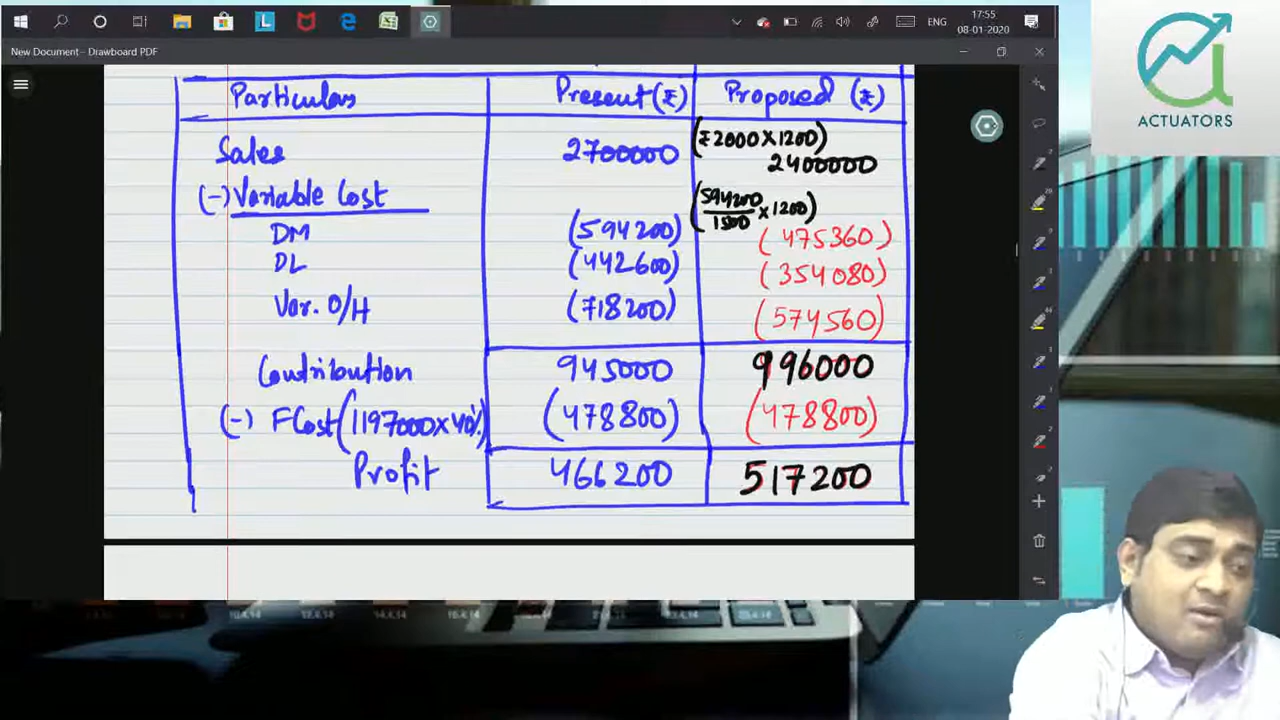 17:55
ENG
08-01-2020
New Document - Drawboard PDF
ACTUATORS
Particulars Present (₹) Proposed (₹)
(₹2000 X 1200)
Sales 2700000 2400000
(-) Variable Cost (594200/1500 X 1200)
DM (594200) (475360)
DL (442600) (354080)
Var. O/H (718200) (574560)
Contribution 945000 996000
(-) F Cost (1197000 X 40%) (478800) (478800)
Profit 466200 517200